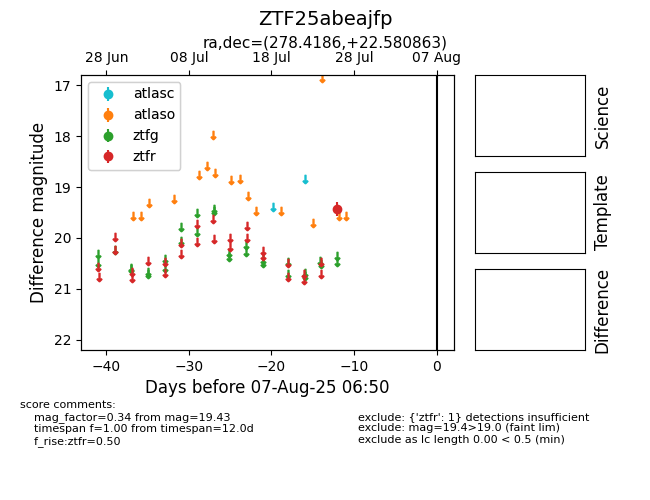 ZTF25abeajfp
ra,dec=(278.4186,+22.580863)
28 Jun 08 Jul 18 Jul 28 Jul 07 Aug
atlasc
atlaso
ztfg
ztfr
17
18
19
20
21
22
Difference magnitude
−40 −30 −20 −10 0
Days before 07-Aug-25 06:50
Science
Template
Difference
score comments:
mag_factor=0.34 from mag=19.43
timespan f=1.00 from timespan=12.0d
f_rise:ztfr=0.50
exclude: {'ztfr': 1} detections insufficient
exclude: mag=19.4>19.0 (faint lim)
exclude as lc length 0.00 < 0.5 (min)